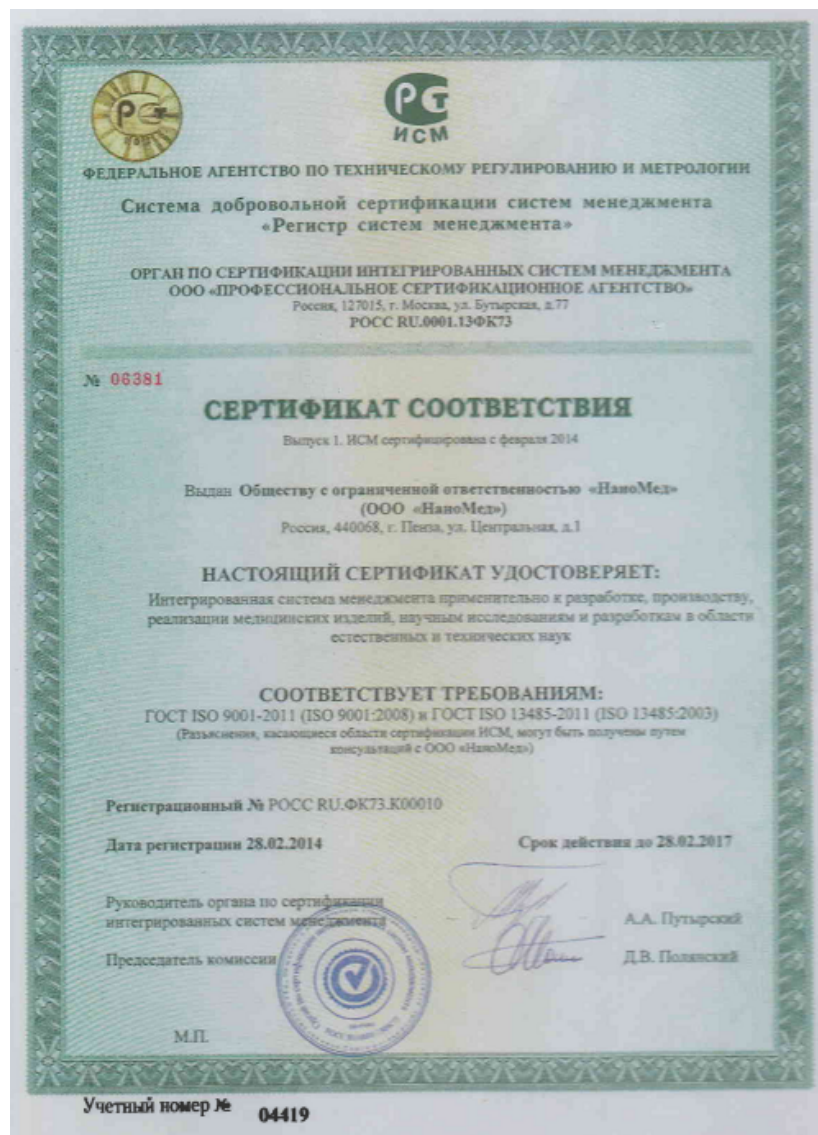 РСТ
РСТ
ИСМ
ФЕДЕРАЛЬНОЕ АГЕНТСТВО ПО ТЕХНИЧЕСКОМУ РЕГУЛИРОВАНИЮ И МЕТРОЛОГИИ
Система добровольной сертификации систем менеджмента
«Регистр систем менеджмента»
ОРГАН ПО СЕРТИФИКАЦИИ ИНТЕГРИРОВАННЫХ СИСТЕМ МЕНЕДЖМЕНТА
ООО «ПРОФЕССИОНАЛЬНОЕ СЕРТИФИКАЦИОННОЕ АГЕНТСТВО»
Россия, 127015, г. Москва, ул. Бутырская, д.77
РОСС RU.0001.13ФК73
№ 06381
СЕРТИФИКАТ СООТВЕТСТВИЯ
Выпуск 1. ИСМ сертифицирована с февраля 2014
Выдан Обществу с ограниченной ответственностью «НаноМед»
(ООО «НаноМед»)
Россия, 440068, г. Пенза, ул. Центральная, д.1
НАСТОЯЩИЙ СЕРТИФИКАТ УДОСТОВЕРЯЕТ:
Интегрированная система менеджмента применительно к разработке, производству,
реализации медицинских изделий, научным исследованиям и разработкам в области
естественных и технических наук
СООТВЕТСТВУЕТ ТРЕБОВАНИЯМ:
ГОСТ ISO 9001-2011 (ISO 9001:2008) и ГОСТ ISO 13485-2011 (ISO 13485:2003)
(Разъяснения, касающиеся области сертификации ИСМ, могут быть получены путем
консультаций с ООО «НаноМед»)
Регистрационный № РОСС RU.ФК73.К00010
Дата регистрации 28.02.2014 Срок действия до 28.02.2017
Руководитель органа по сертификации
интегрированных систем менеджмента А.А. Путырский
Председатель комиссии Д.В. Полянский
М.П.
Учетный номер № 04419